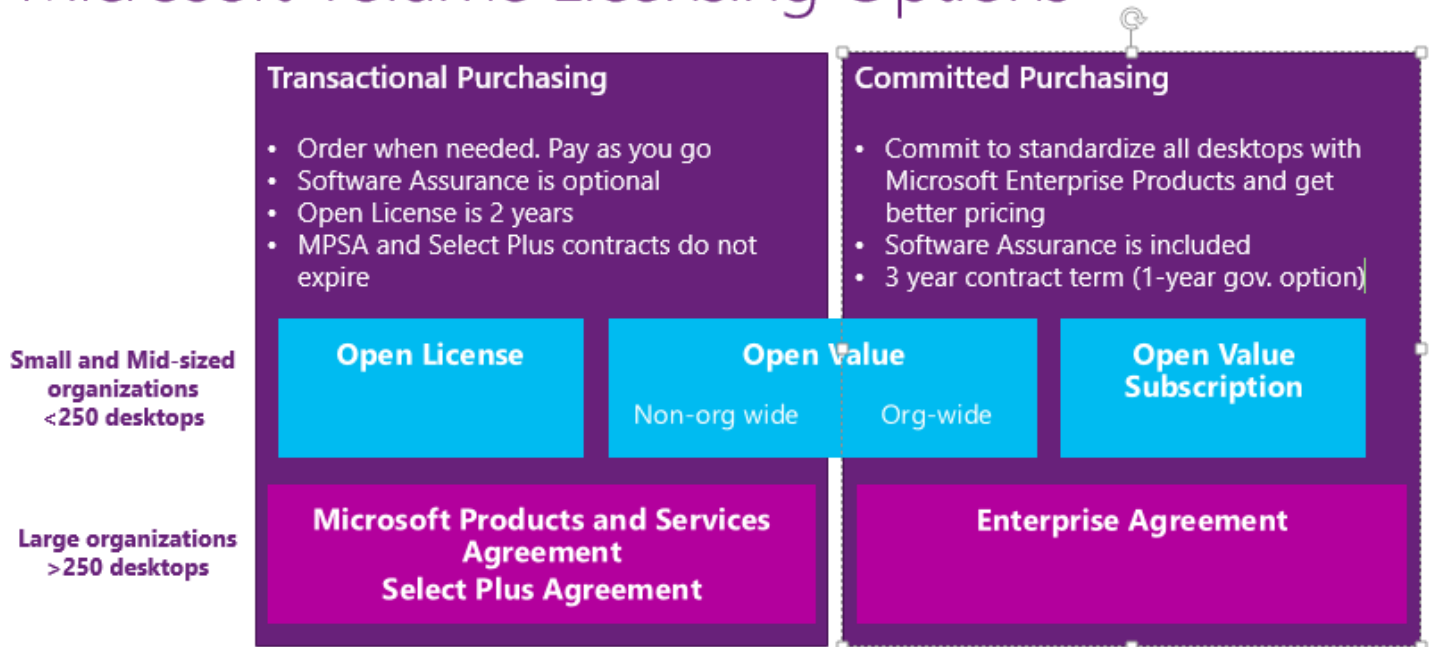 Microsoft Volume Licensing Options
Transactional Purchasing
• Order when needed. Pay as you go
• Software Assurance is optional
• Open License is 2 years
• MPSA and Select Plus contracts do not
expire
Committed Purchasing
• Commit to standardize all desktops with
Microsoft Enterprise Products and get
better pricing
• Software Assurance is included
• 3 year contract term (1-year gov. option)
Small and Mid-sized
organizations
<250 desktops
Open License
Open Value
Non-org wide
Org-wide
Open Value
Subscription
Large organizations
>250 desktops
Microsoft Products and Services
Agreement
Select Plus Agreement
Enterprise Agreement